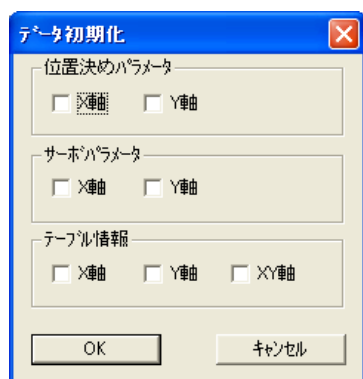 ﾃﾞｰﾀ初期化
位置決めﾊﾟﾗﾒｰﾀ
X軸 Y軸
ｻｰﾎﾞﾊﾟﾗﾒｰﾀ
X軸 Y軸
ﾃｰﾌﾞﾙ情報
X軸 Y軸 XY軸
OK ｷｬﾝｾﾙ